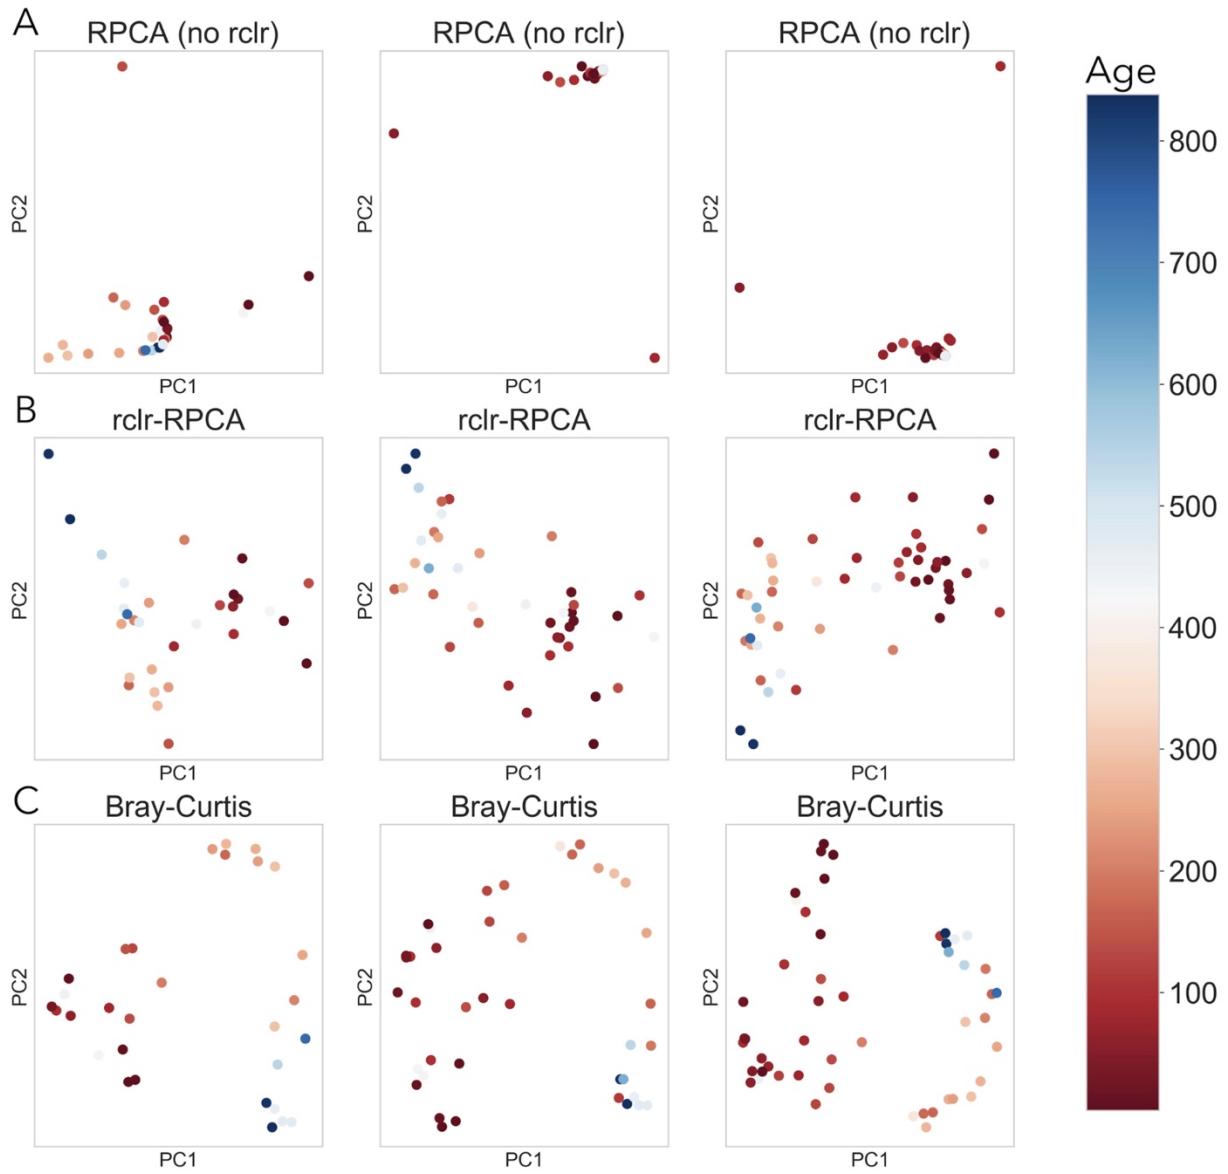 A
RPCA (no rclr)
RPCA (no rclr)
RPCA (no rclr)
Age
PC2
PC2
PC2
PC1
PC1
PC1
800
700
600
500
400
300
200
100
B
rclr-RPCA
rclr-RPCA
rclr-RPCA
PC2
PC2
PC2
PC1
PC1
PC1
C
Bray-Curtis
Bray-Curtis
Bray-Curtis
PC2
PC2
PC2
PC1
PC1
PC1